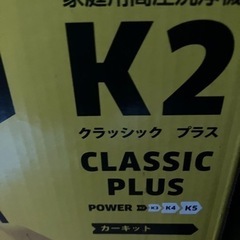 家庭用高圧洗浄機
K2
クラッシック プラス
CLASSIC
PLUS
POWER K3 K4 K5
カーキット